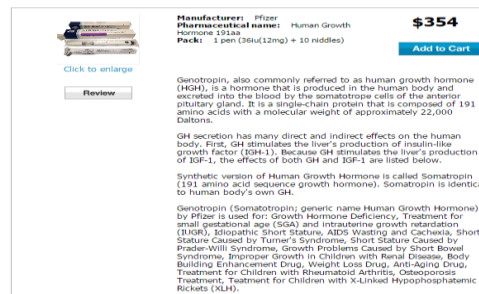 Manufacturer: Pfizer
Pharmaceutical name: Human Growth
Hormone 191aa
Pack: 1 pen (36iu(12mg) + 10 niddles)
$354
Add to Cart
Click to enlarge
Review
Genotropin, also commonly referred to as human growth hormone
(HGH), is a hormone that is produced in the human body and
excreted into the blood by the somatotrope cells of the anterior
pituitary gland. It is a single-chain protein that is composed of 191
amino acids with a molecular weight of approximately 22,000
Daltons.
GH secretion has many direct and indirect effects on the human
body. First, GH stimulates the liver's production of insulin-like
growth factor (IGH-1). Because GH stimulates the liver's production
of IGF-1, the effects of both GH and IGF-1 are listed below.
Synthetic version of Human Growth Hormone is called Somatropin
(191 amino acid sequence growth hormone). Somatropin is identica
to human body's own GH.
Genotropin (Somatotropin; generic name Human Growth Hormone)
by Pfizer is used for: Growth Hormone Deficiency, Treatment for
small gestational age (SGA) and intrauterine growth retardation
(IUGR), Idiopathic Short Stature, AIDS Wasting and Cachexia, Short
Stature Caused by Turner's Syndrome, Short Stature Caused by
Prader-Willi Syndrome, Growth Problems Caused by Short Bowel
Syndrome, Improper Growth in Children with Renal Disease, Body
Building Enhancement Drug, Weight Loss Drug, Anti-Aging Drug,
Treatment for Children with Rheumatoid Arthritis, Osteoporosis
Treatment, Teatment for Children with X-Linked Hypophosphatemic
Rickets (XLH).